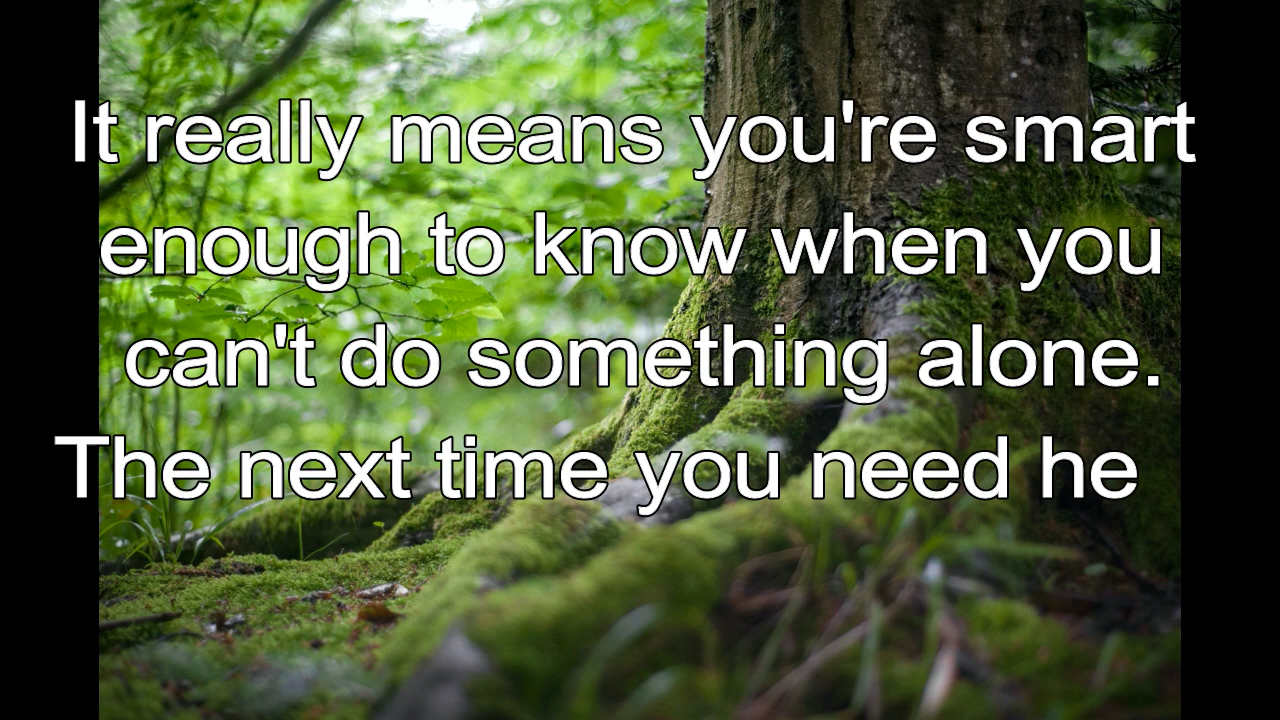 It really means you're smart
enough to know when you
can't do something alone.
The next time you need he